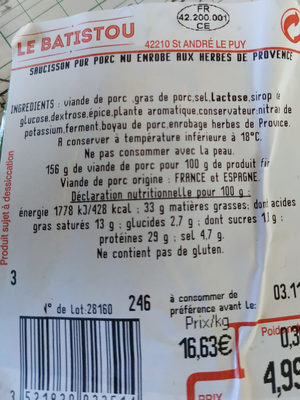 FR
42.200.001
CE
LE BATISTOU
42210 St ANDRÉ LE PUY
SAUCISSON PUR PORC NU ENROBE AUX HERBES DE PROVENCE
INGREDIENTS : viande de porc ,gras de porc,sel,lactose,sirop
glucose,dextrose,épice,plante aromatique,conservateur,nitrate de
potassium,ferment,boyau de porc,enrobage herbes de Provence.
A conserver à température inférieure à 18°C.
Ne pas consommer avec la peau.
156 g de viande de porc pour 100 g de produit fini
Viande de porc origine : FRANCE et ESPAGNE.
Déclaration nutritionnelle pour 100 g :
énergie 1778 kJ/428 kcal ; 33 g matières grasses; dont acides
gras saturés 13 g ; glucides 2.7 g ; dont sucres
protéines 29 g ; sel 4.7 g.
Ne contient pas de gluten.
Produit sujet à dessiccation
3
246
N° de Lot:28160
à consommer de
préférence avant le:
03.11
Prix/kg
16,63€
0,3
4,99
PRIX